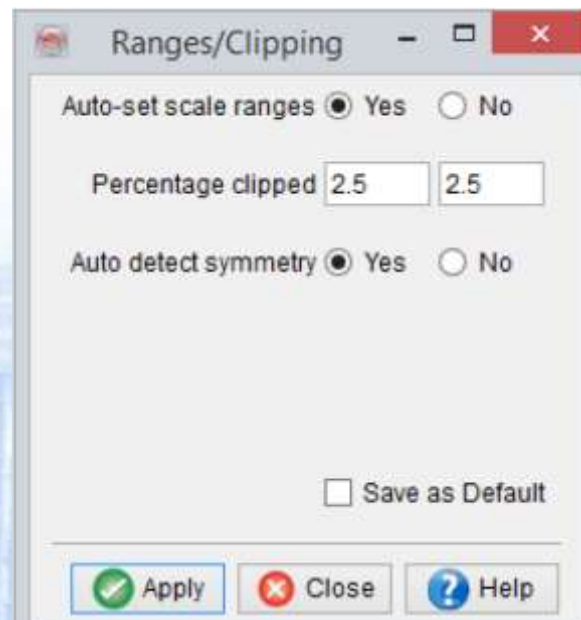 Ranges/Clipping
Auto-set scale ranges Yes No
Percentage clipped 2.5 2.5
Auto detect symmetry Yes No
Save as Default
Apply Close Help